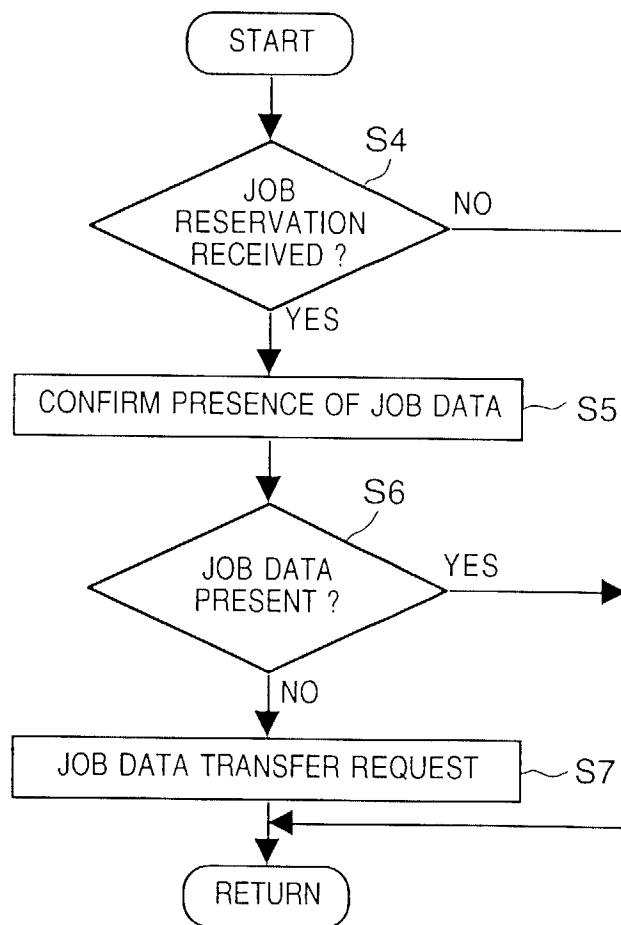 START
S4
JOB
RESERVATION
RECEIVED ?
NO
YES
CONFIRM PRESENCE OF JOB DATA
S5
S6
JOB DATA
PRESENT ?
YES
NO
JOB DATA TRANSFER REQUEST
S7
RETURN